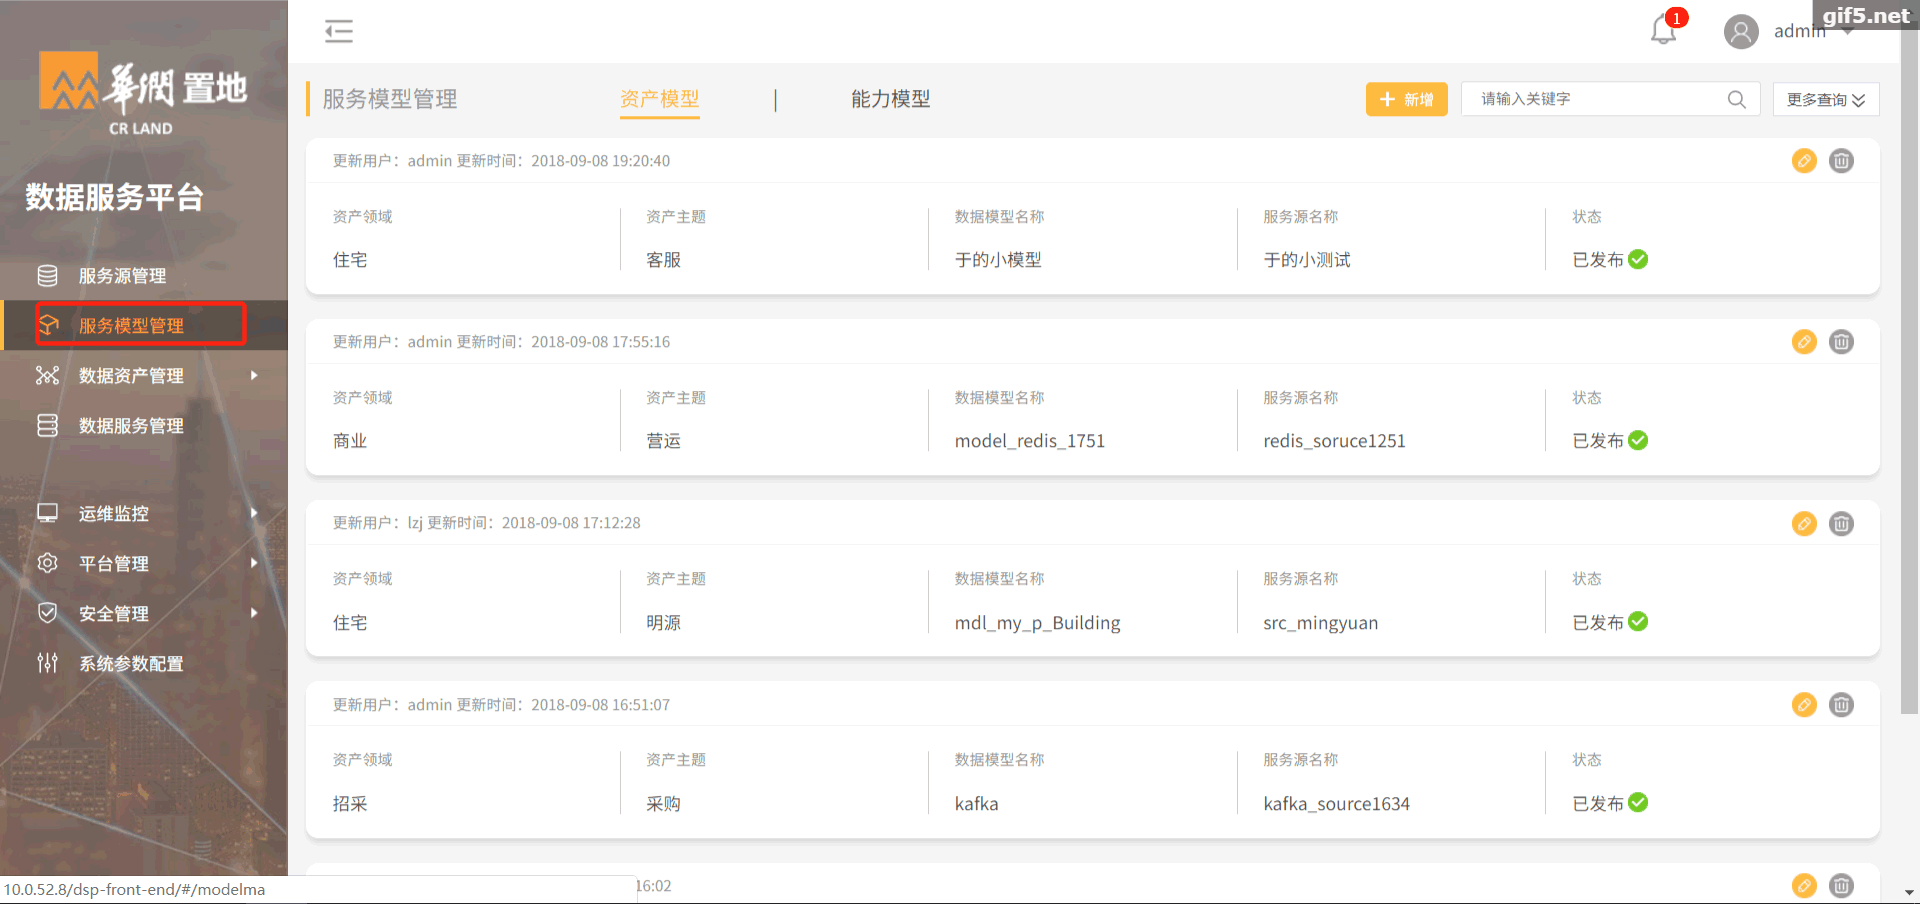 gif5.net
1
admin
華潤 置地
CR LAND
数据服务平台
服务源管理
服务模型管理
数据资产管理
数据服务管理
运维监控
平台管理
安全管理
系统参数配置
服务模型管理
资产模型
|
能力模型
新增
请输入关键字
更多查询
更新用户：admin 更新时间：2018-09-08 19:20:40
资产领域 资产主题 数据模型名称 服务源名称 状态
住宅 客服 于的小模型 于的小测试 已发布
更新用户：admin 更新时间：2018-09-08 17:55:16
资产领域 资产主题 数据模型名称 服务源名称 状态
商业 营运 model_redis_1751 redis_soruce1251 已发布
更新用户：lzj 更新时间：2018-09-08 17:12:28
资产领域 资产主题 数据模型名称 服务源名称 状态
住宅 明源 mdl_my_p_Building src_mingyuan 已发布
更新用户：admin 更新时间：2018-09-08 16:51:07
资产领域 资产主题 数据模型名称 服务源名称 状态
招采 采购 kafka kafka_source1634 已发布
16:02
10.0.52.8/dsp-front-end/#/modelma